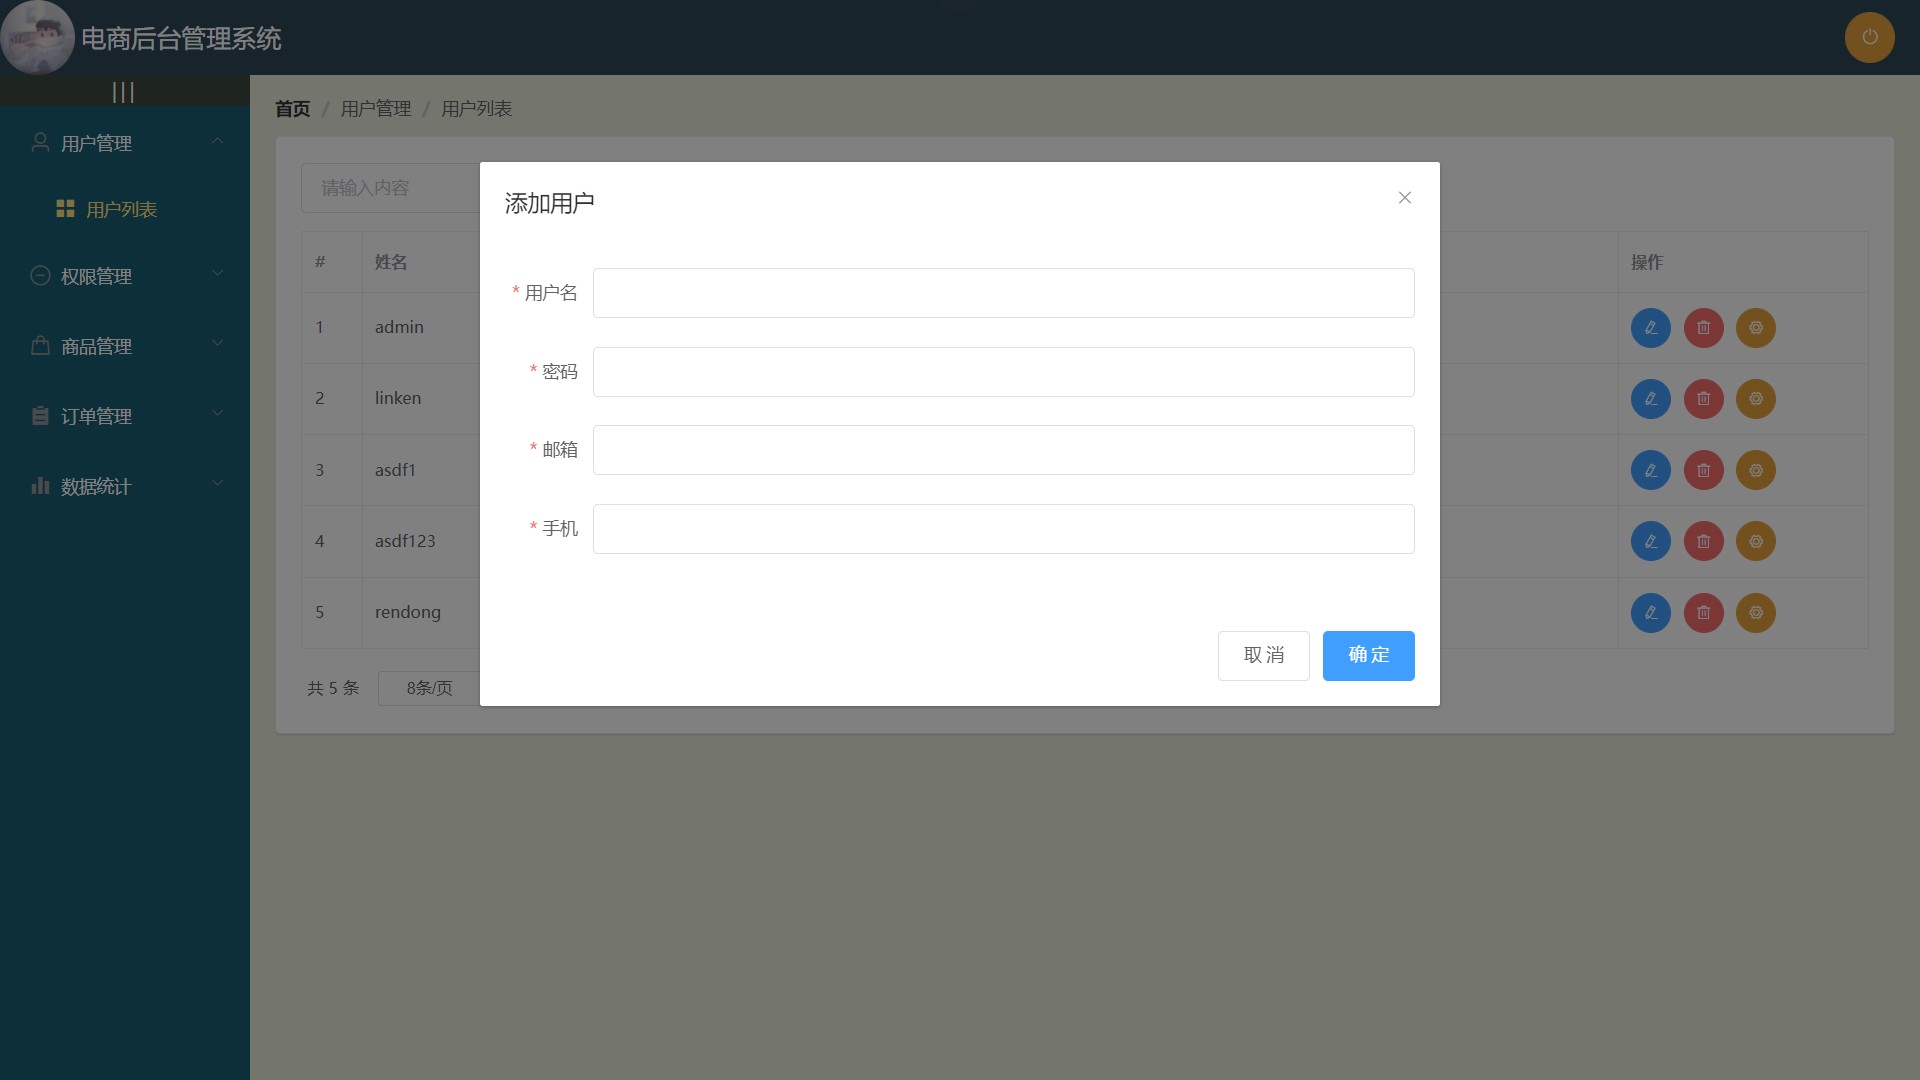 电商后台管理系统
|||
用户管理
用户列表
权限管理
商品管理
订单管理
数据统计
首页 / 用户管理 / 用户列表
请输入内容
# 姓名 操作
1 admin
2 linken
3 asdf1
4 asdf123
5 rendong
共 5 条 8条/页
添加用户
* 用户名
* 密码
* 邮箱
* 手机
取 消 确 定